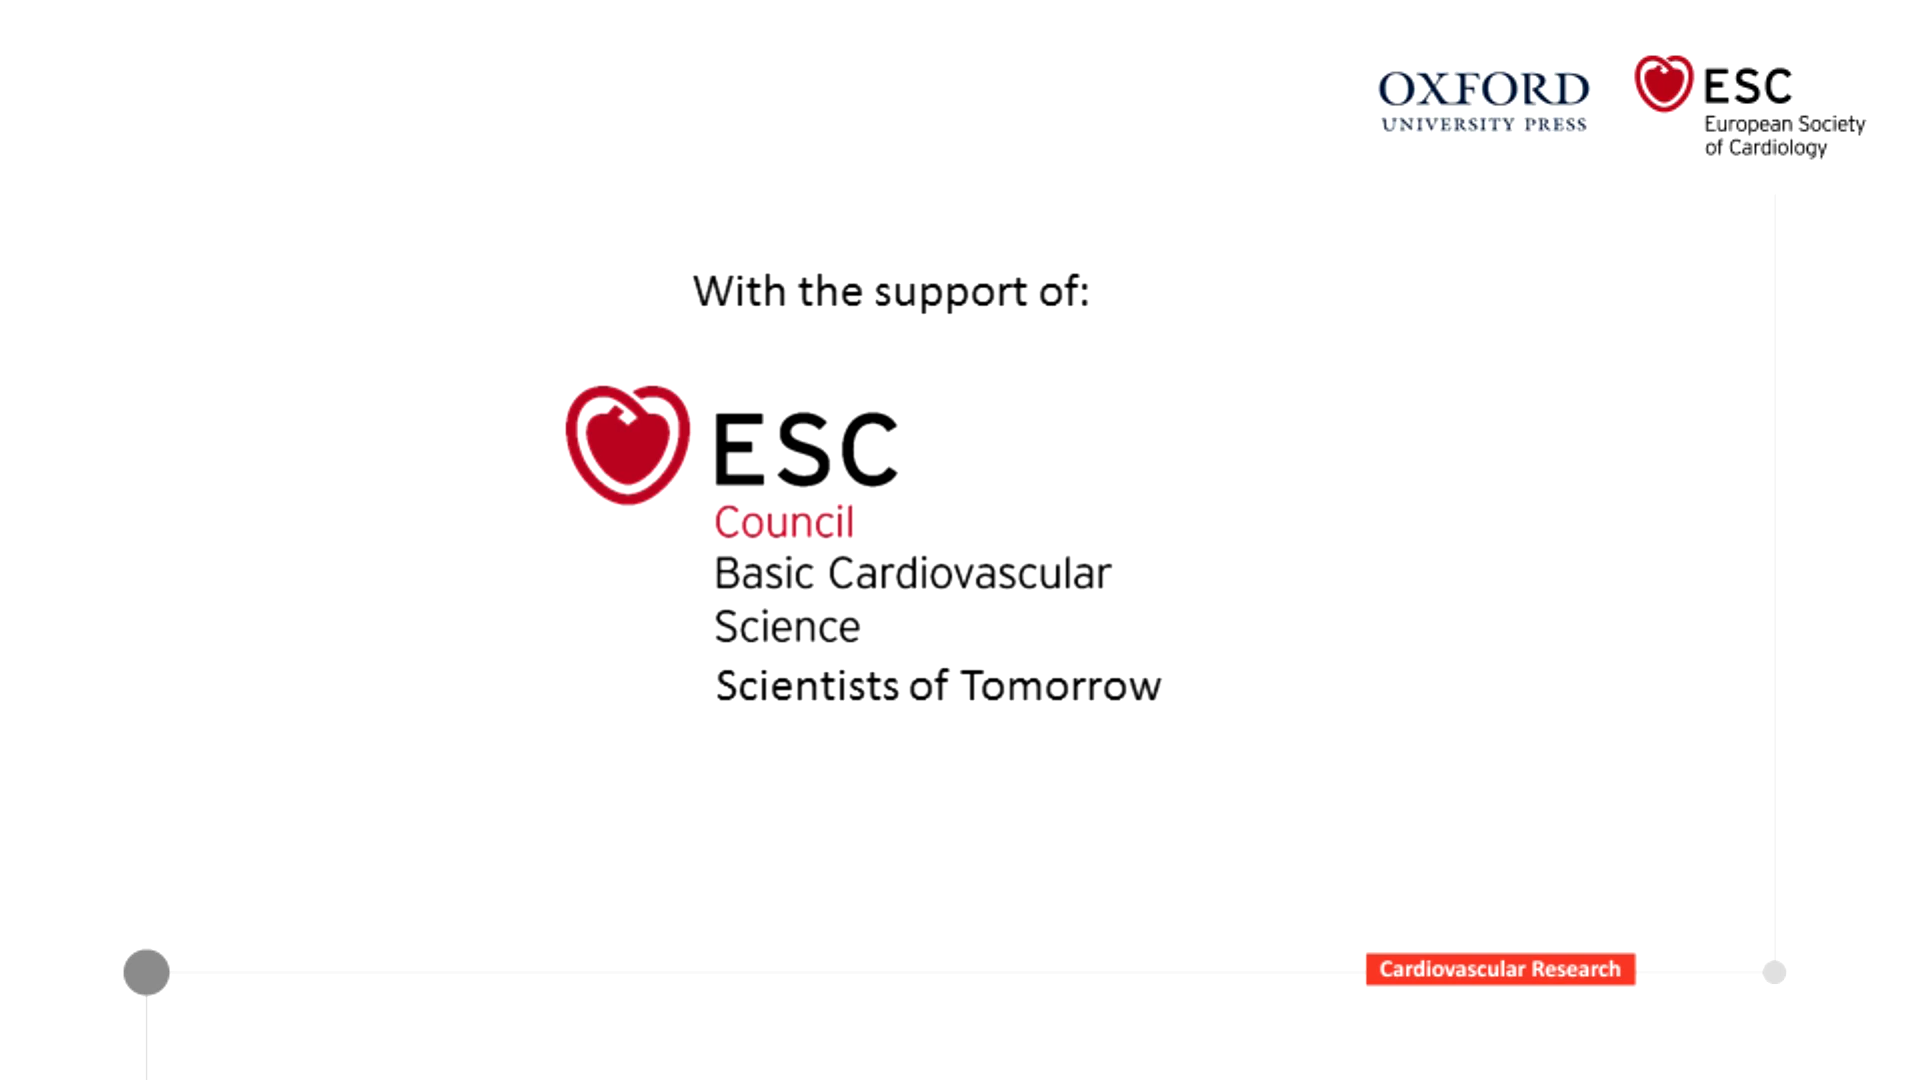 OXFORD
UNIVERSITY PRESS
ESC
European Society
of Cardiology
With the support of:
ESC
Council
Basic Cardiovascular
Science
Scientists of Tomorrow
Cardiovascular Research